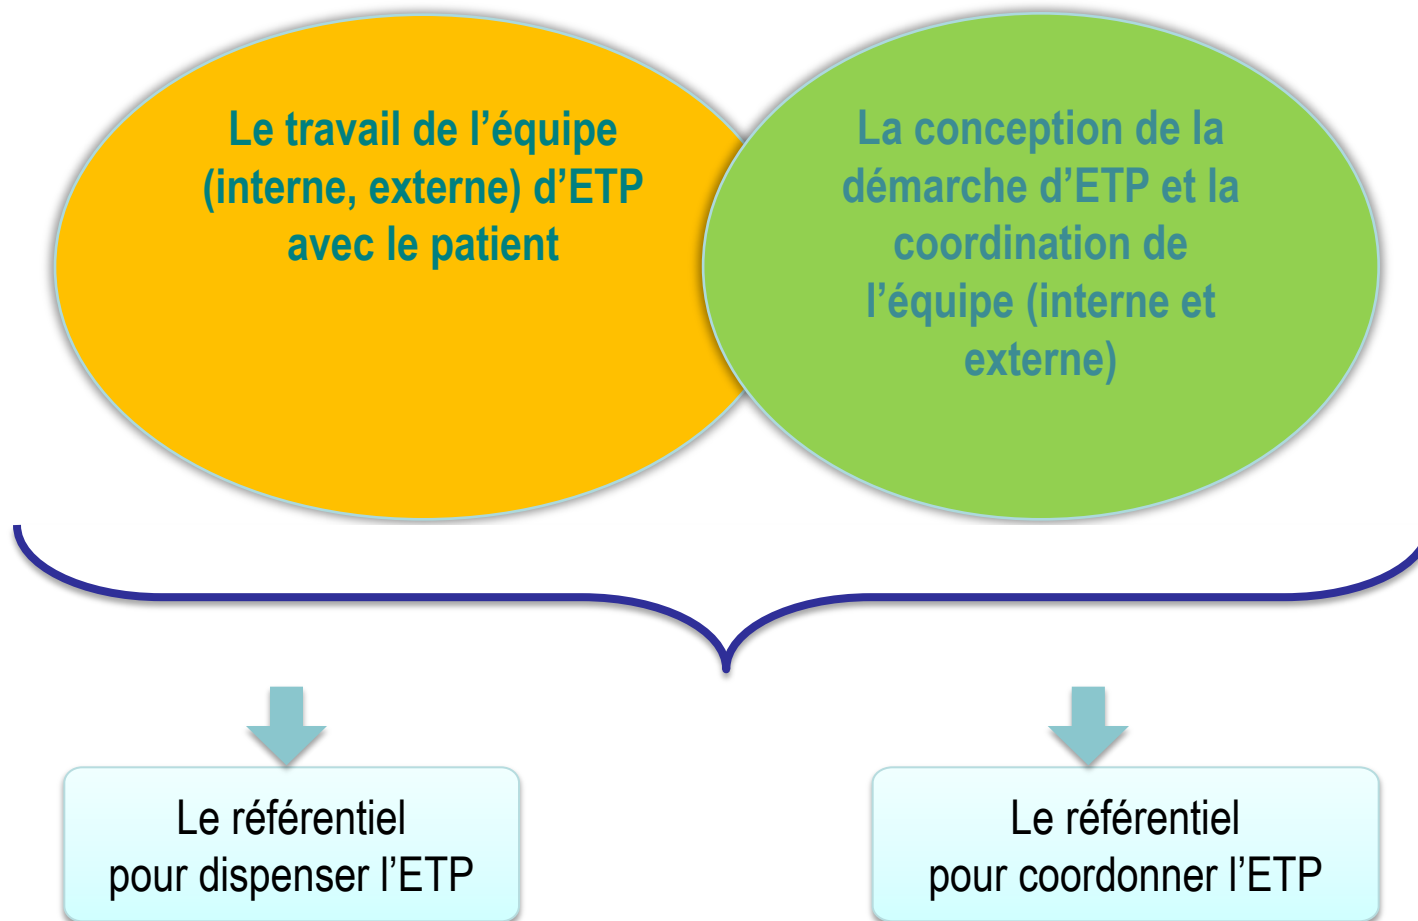 Le travail de l’équipe
(interne, externe) d’ETP
avec le patient
La conception de la
démarche d’ETP et la
coordination de
l’équipe (interne et
externe)
Le référentiel
pour dispenser l’ETP
Le référentiel
pour coordonner l’ETP